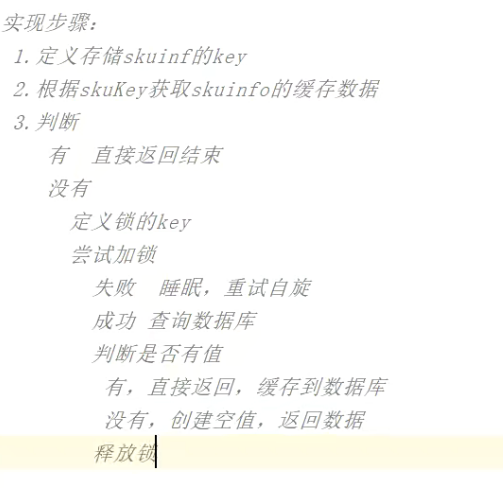 实现步骤:
1.定义存储skuinf的key
2.根据skuKey获取skuinfo的缓存数据
3.判断
有 直接返回结束
没有
定义锁的key
尝试加锁
失败 睡眠，重试自旋
成功 查询数据库
判断是否有值
有，直接返回，缓存到数据库
没有，创建空值，返回数据
释放锁